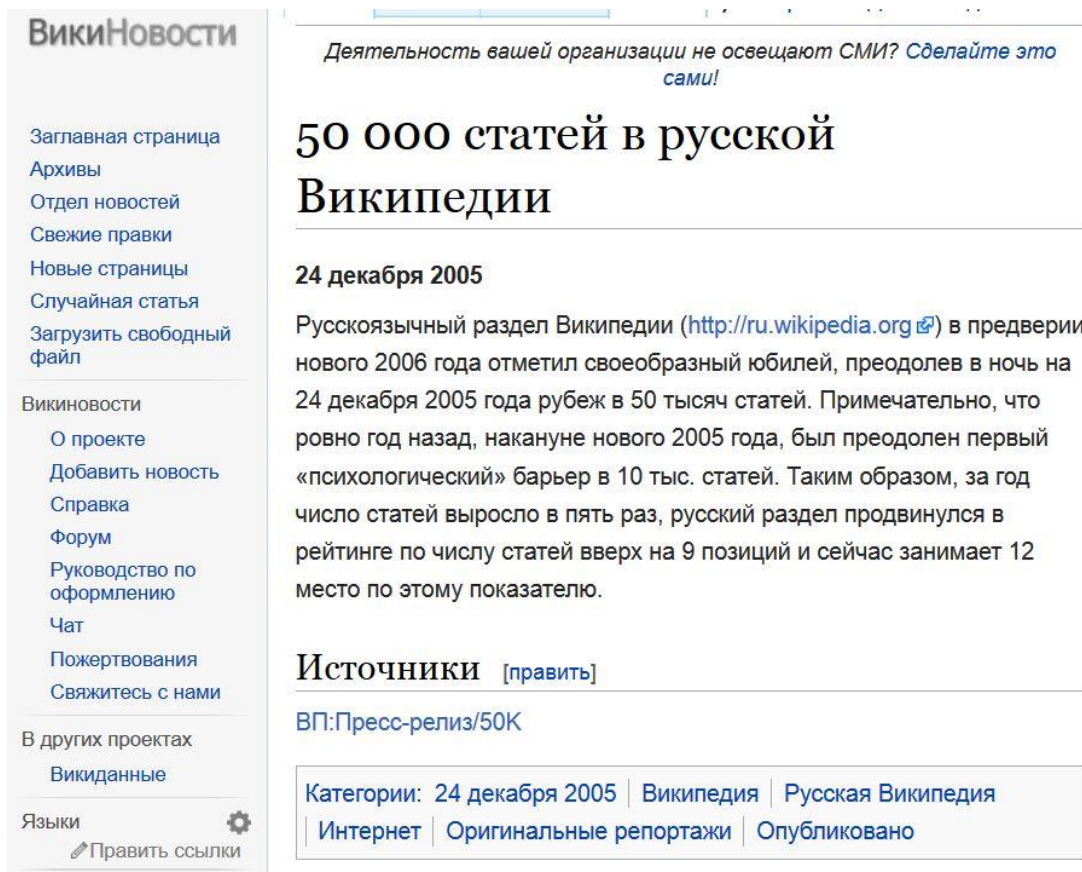 ВикиНовости
Заглавная страница
Архивы
Отдел новостей
Свежие правки
Новые страницы
Случайная статья
Загрузить свободный
файл
Викиновости
О проекте
Добавить новость
Справка
Форум
Руководство по
оформлению
Чат
Пожертвования
Свяжитесь с нами
В других проектах
Викиданные
Языки
Править ссылки
Деятельность вашей организации не освещают СМИ? Сделайте это
сами!
50 000 статей в русской
Википедии
24 декабря 2005
Русскоязычный раздел Википедии (http://ru.wikipedia.org) в предверии
нового 2006 года отметил своеобразный юбилей, преодолев в ночь на
24 декабря 2005 года рубеж в 50 тысяч статей. Примечательно, что
ровно год назад, накануне нового 2005 года, был преодолен первый
«психологический» барьер в 10 тыс. статей. Таким образом, за год
число статей выросло в пять раз, русский раздел продвинулся в
рейтинге по числу статей вверх на 9 позиций и сейчас занимает 12
место по этому показателю.
Источники [править]
ВП:Пресс-релиз/50K
Категории: 24 декабря 2005 | Википедия | Русская Википедия
| Интернет | Оригинальные репортажи | Опубликовано